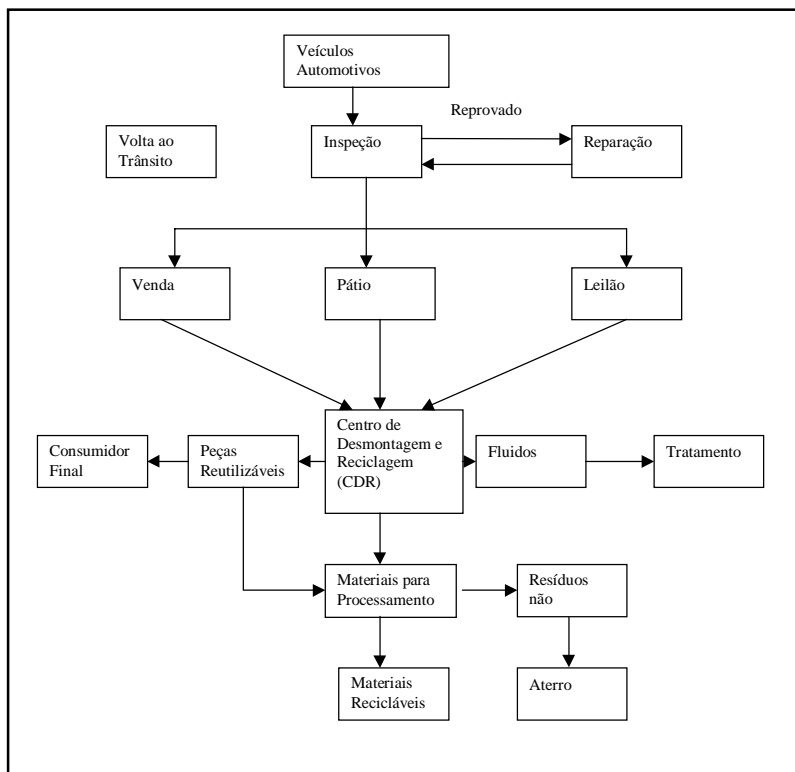 Veículos
Automotivos
Reprovado
Volta ao
Trânsito
Inspeção
Reparação
Venda
Pátio
Leilão
Consumidor
Final
Peças
Reutilizáveis
Centro de
Desmontagem e
Reciclagem
(CDR)
Fluidos
Tratamento
Materiais para
Processamento
Resíduos
não
Materiais
Recicláveis
Aterro